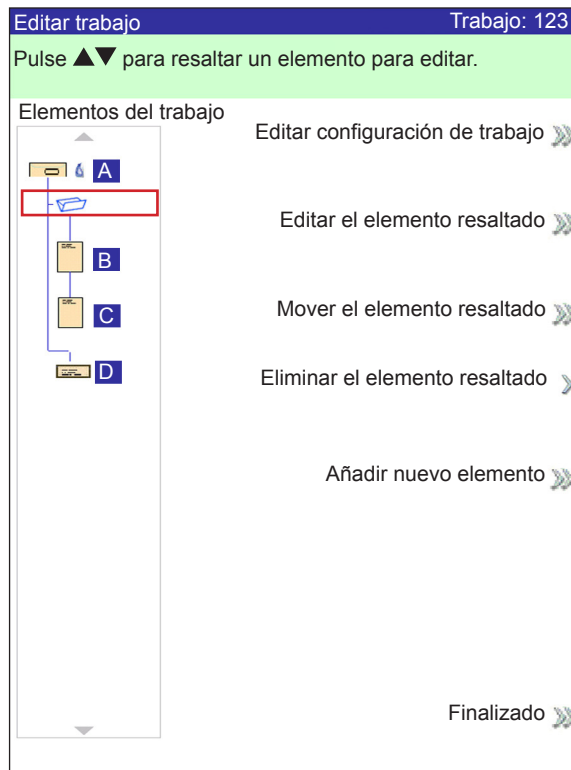 Editar trabajo Trabajo: 123
Pulse ▲▼ para resaltar un elemento para editar.
Elementos del trabajo
Editar configuración de trabajo
A
Editar el elemento resaltado
B
Mover el elemento resaltado
C
Eliminar el elemento resaltado
D
Añadir nuevo elemento
Finalizado